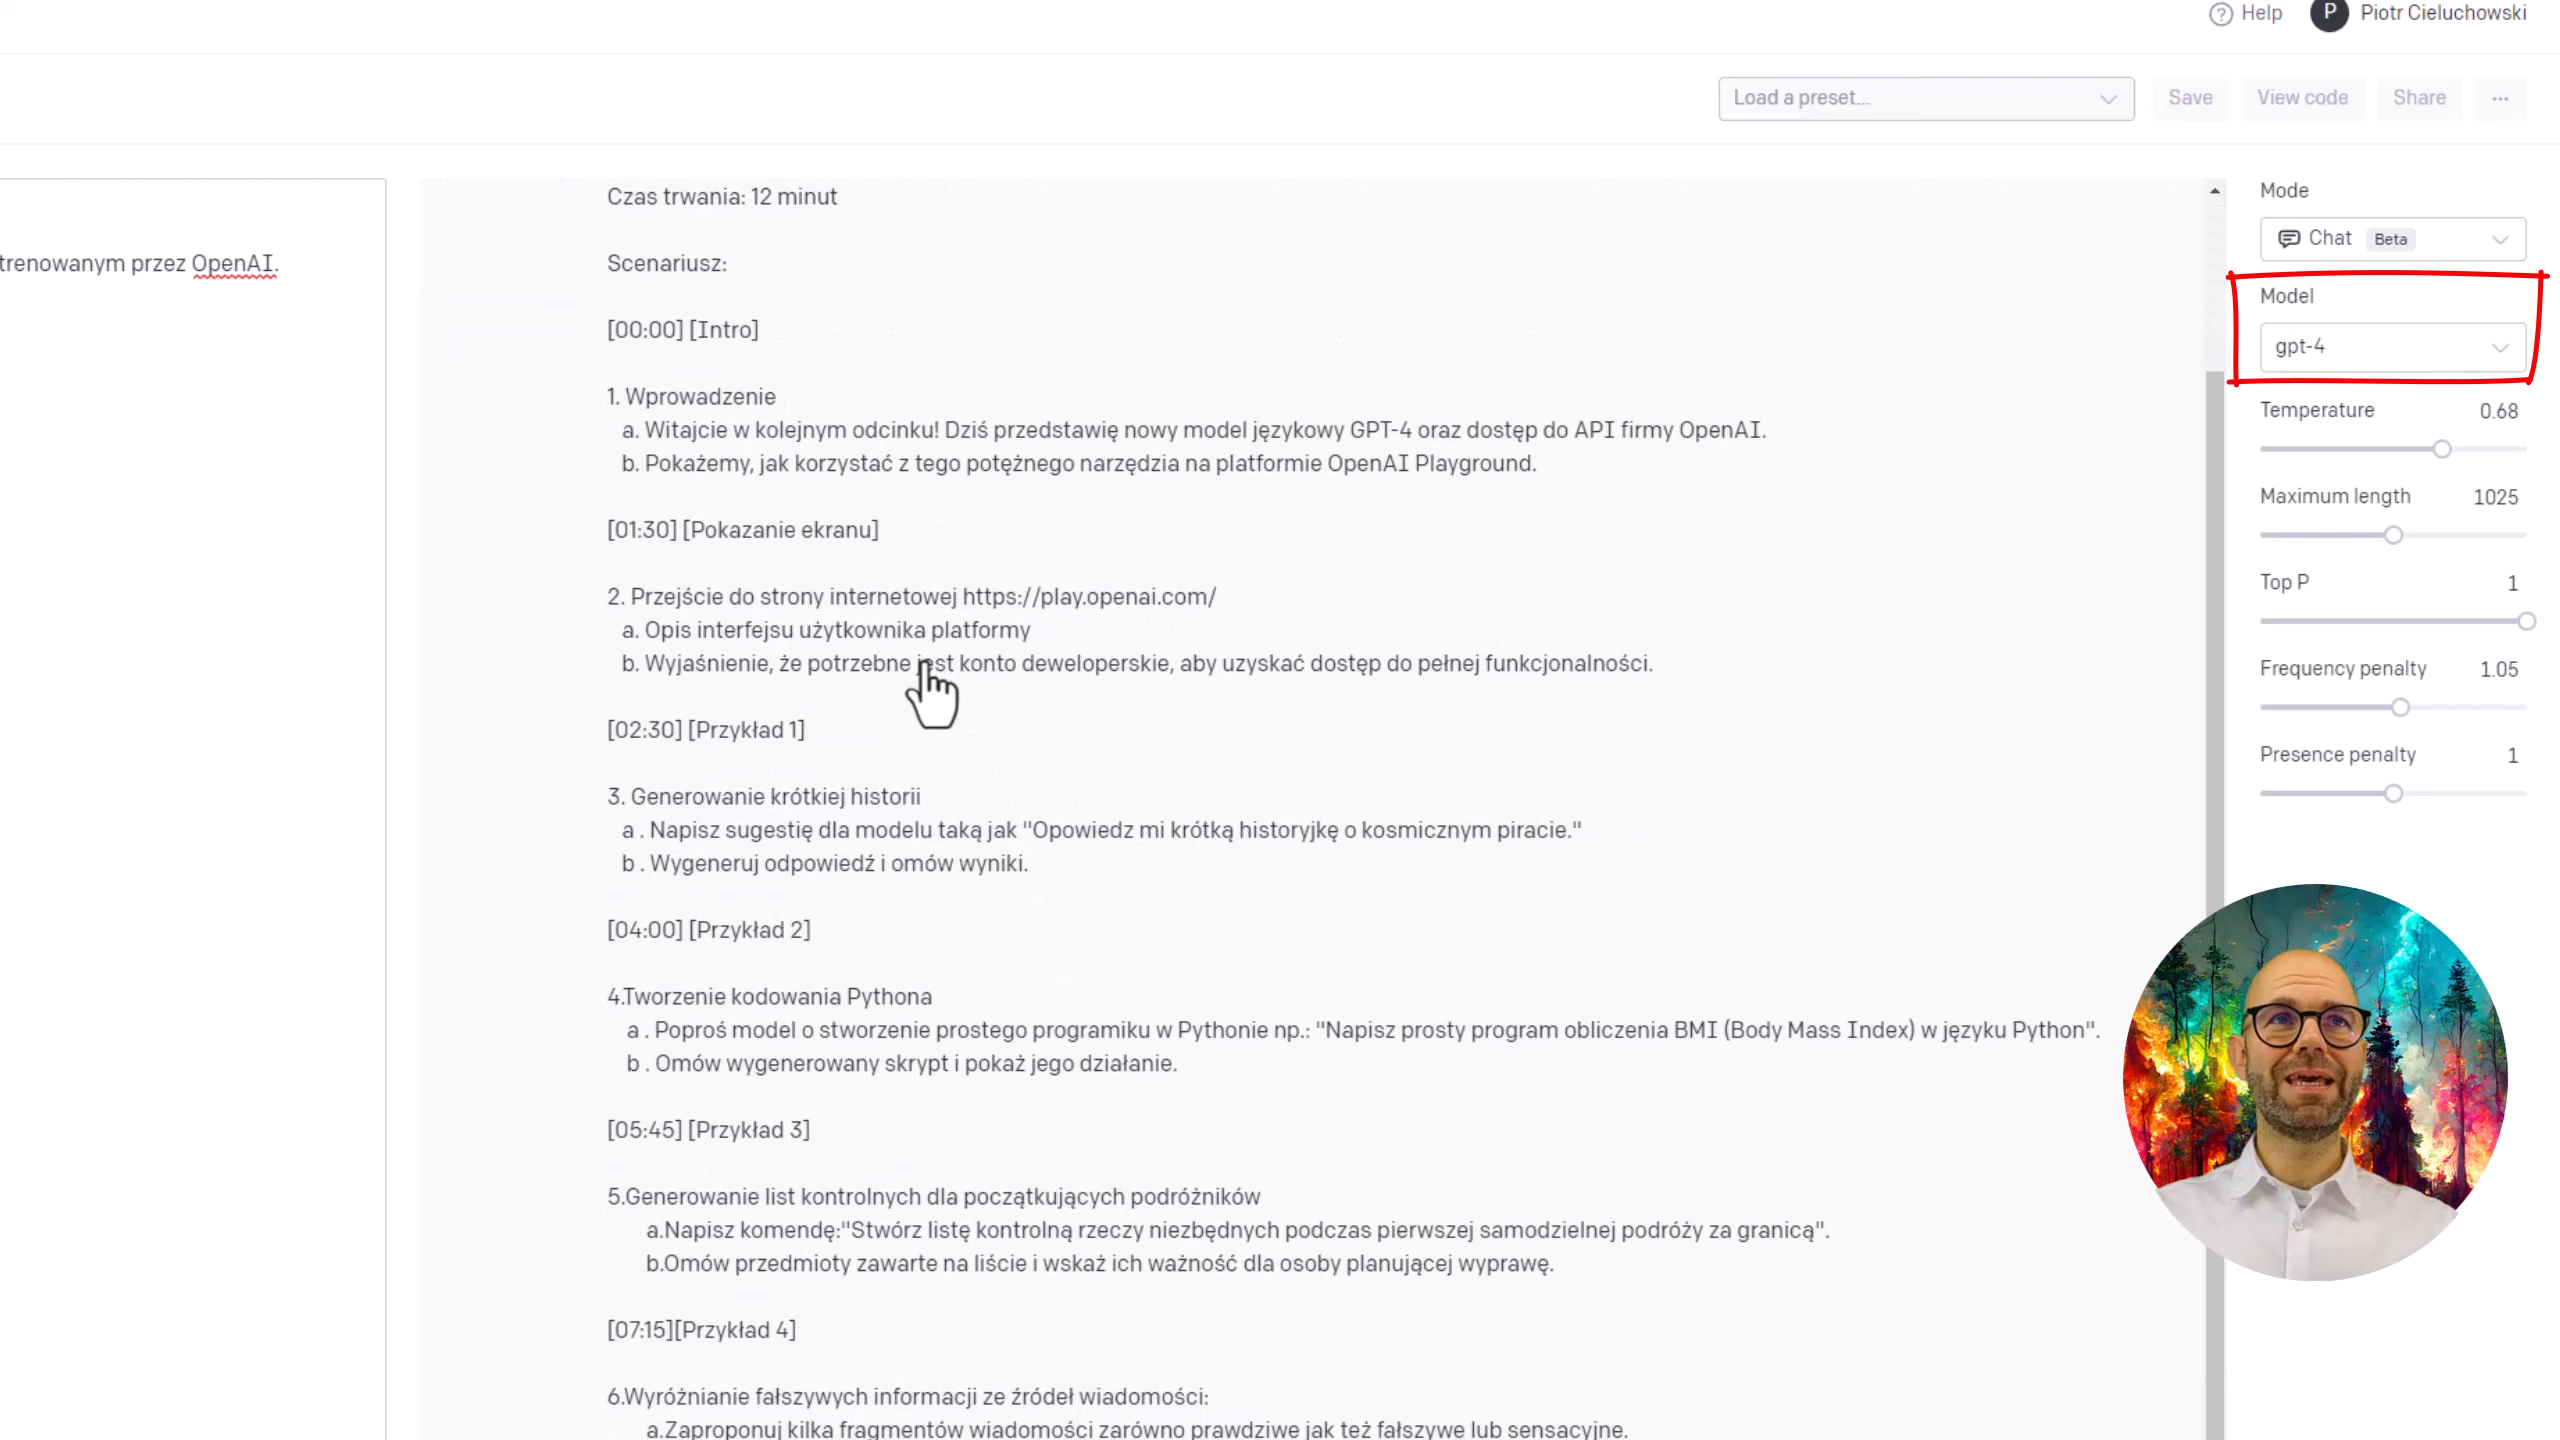 Help
P
Piotr Cieluchowski
Load a preset...
Save
View code
Share
...
trenowanym przez OpenAI.
Czas trwania: 12 minut
Scenariusz:
[00:00] [Intro]
1. Wprowadzenie
a. Witajcie w kolejnym odcinku! Dziś przedstawię nowy model językowy GPT-4 oraz dostęp do API firmy OpenAI.
b. Pokażemy, jak korzystać z tego potężnego narzędzia na platformie OpenAI Playground.
[01:30] [Pokazanie ekranu]
2. Przejście do strony internetowej https://play.openai.com/
a. Opis interfejsu użytkownika platformy
b. Wyjaśnienie, że potrzebne jest konto deweloperskie, aby uzyskać dostęp do pełnej funkcjonalności.
[02:30] [Przykład 1]
3. Generowanie krótkiej historii
a . Napisz sugestię dla modelu taką jak "Opowiedz mi krótką historyjkę o kosmicznym piracie."
b . Wygeneruj odpowiedź i omów wyniki.
[04:00] [Przykład 2]
4.Tworzenie kodowania Pythona
a . Poproś model o stworzenie prostego programiku w Pythonie np.: "Napisz prosty program obliczenia BMI (Body Mass Index) w języku Python".
b . Omów wygenerowany skrypt i pokaż jego działanie.
[05:45] [Przykład 3]
5.Generowanie list kontrolnych dla początkujących podróżników
a.Napisz komendę:"Stwórz listę kontrolną rzeczy niezbędnych podczas pierwszej samodzielnej podróży za granicą".
b.Omów przedmioty zawarte na liście i wskaż ich ważność dla osoby planującej wyprawę.
[07:15][Przykład 4]
6.Wyróżnianie fałszywych informacji ze źródeł wiadomości:
a.Zaproponuj kilka fragmentów wiadomości zarówno prawdziwe jak też fałszywe lub sensacyjne.
Mode
Chat Beta
Model
gpt-4
Temperature 0.68
Maximum length 1025
Top P 1
Frequency penalty 1.05
Presence penalty 1